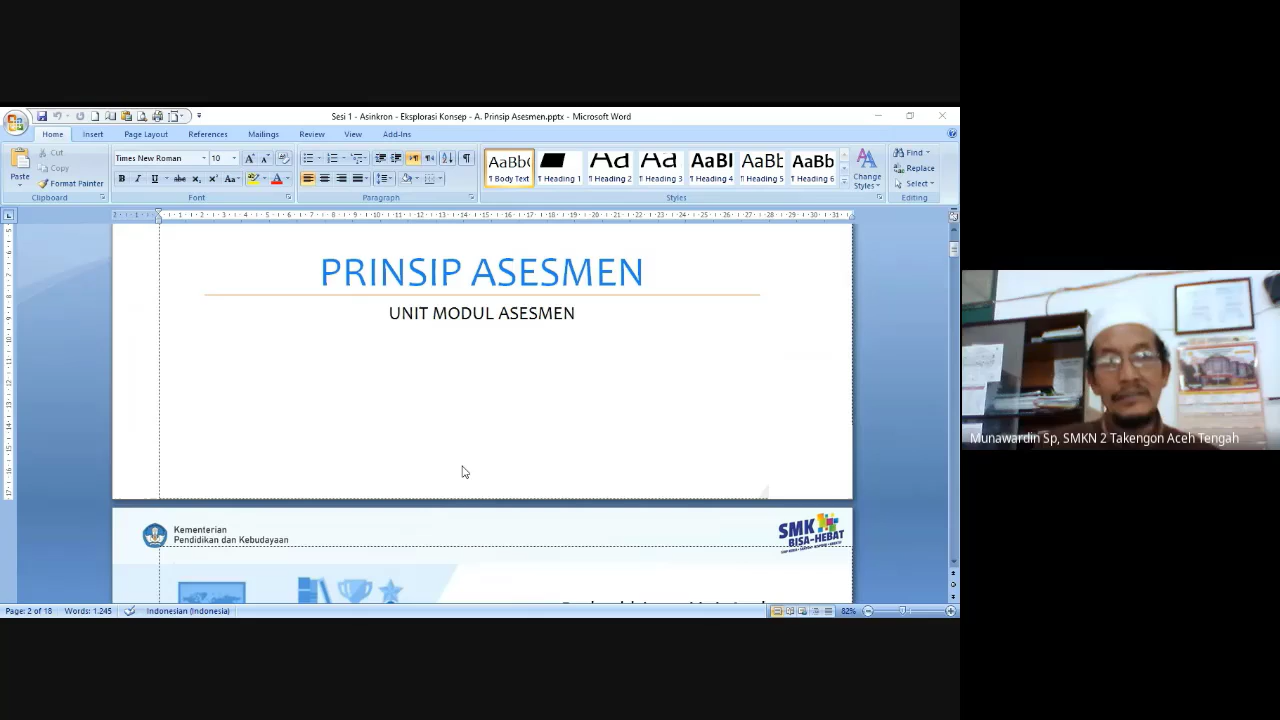 Sesi 1 - Asinkron - Eksplorasi Konsep - A. Prinsip Asesmen.pptx - Microsoft Word
Home Insert Page Layout References Mailings Review View Add-Ins
Paste
Cut
Copy
Format Painter
Clipboard
Times New Roman 10
Font
Paragraph
AaBb( AaBbC AaBl AaBb AaBb
¶ Body Text ¶ Heading 1 ¶ Heading 2 ¶ Heading 3 ¶ Heading 4 ¶ Heading 5 ¶ Heading 6
Styles
Change Styles
Find
Replace
Select
Editing
PRINSIP ASESMEN
UNIT MODUL ASESMEN
Kementerian
Pendidikan dan Kebudayaan
SMK
BISA-HEBAT
Page: 2 of 18 Words: 1.245 Indonesian (Indonesia) 82%
Munawardin Sp, SMKN 2 Takengon Aceh Tengah